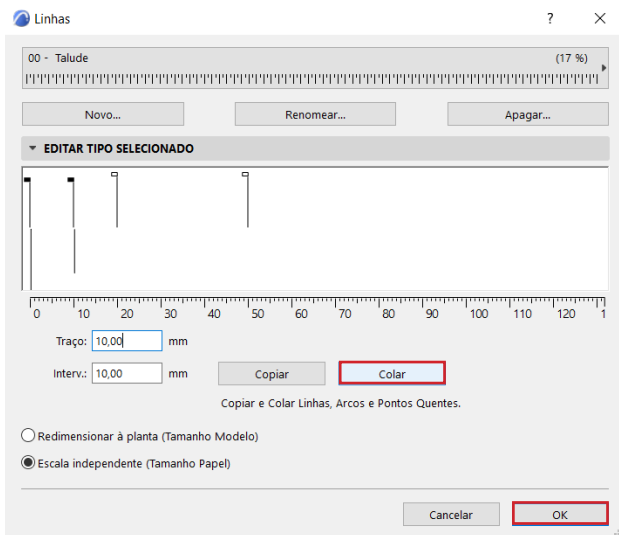 Linhas
00 - Talude (17 %)
Novo... Renomear... Apagar...
EDITAR TIPO SELECIONADO
0 10 20 30 40 50 60 70 80 90 100 110 120 1
Traço: 10,00 mm
Interv.: 10,00 mm Copiar Colar
Copiar e Colar Linhas, Arcos e Pontos Quentes.
Redimensionar à planta (Tamanho Modelo)
Escala independente (Tamanho Papel)
Cancelar OK